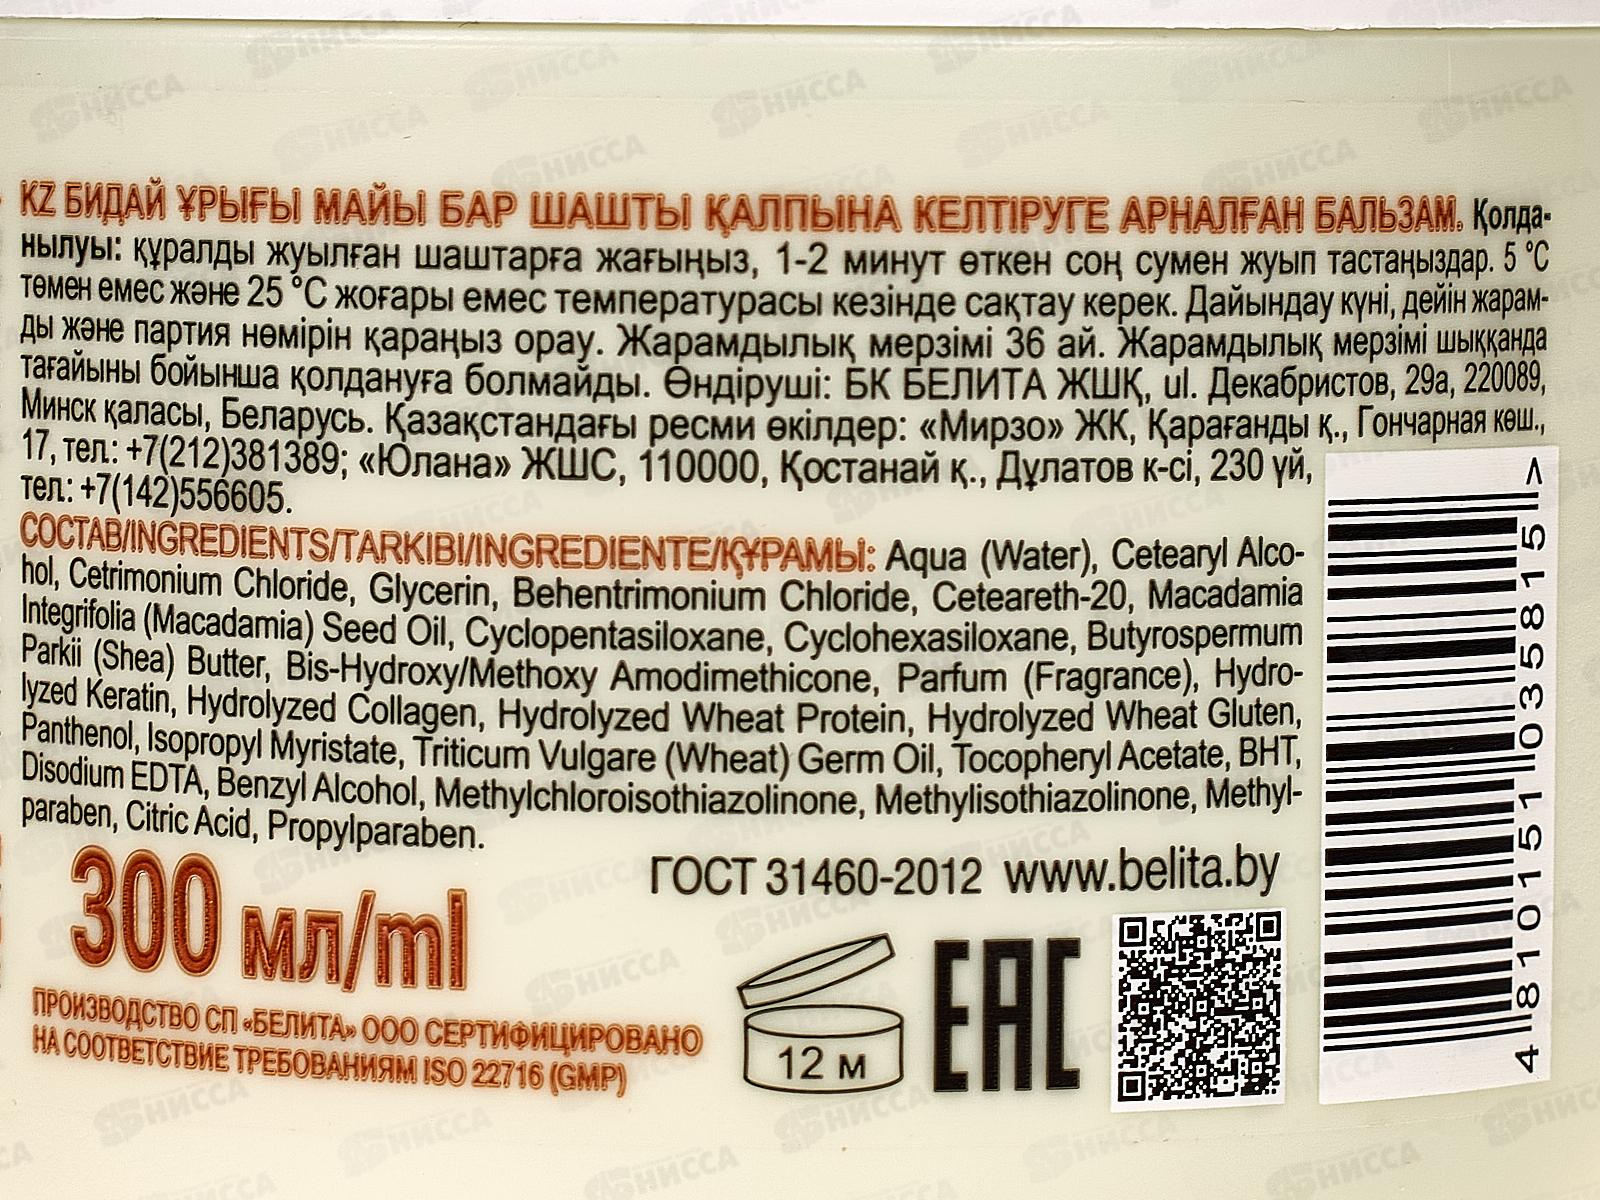 KZ БИДАЙ ҰРЫҒЫ МАЙЫ БАР ШАШТЫ ҚАЛПЫНА КЕЛТІРУГЕ АРНАЛҒАН БАЛЬЗАМ. Қолда-
нылуы: құралды жуылған шаштарға жағыңыз, 1-2 минут өткен соң сумен жуып тастаңыздар. 5 °C
төмен емес және 25 °C жоғары емес температурасы кезінде сақтау керек. Дайындау күні, дейін жарам-
ды және партия нөмірін қараңыз орау. Жарамдылық мерзімі 36 ай. Жарамдылық мерзімі шыққанда
тағайыны бойынша қолдануға болмайды. Өндіруші: БК БЕЛИТА ЖШҚ, ul. Декабристов, 29а, 220089,
Минск қаласы, Беларусь. Қазақстандағы ресми өкілдер: «Мирзо» ЖК, Қарағанды қ., Гончарная көш.,
17, тел.: +7(212)381389; «Юлана» ЖШС, 110000, Қостанай қ., Дұлатов к-сі, 230 үй,
тел.: +7(142)556605.
СОСТАВ/INGREDIENTS/TARKIBI/INGREDIENTE/ҚҰРАМЫ: Aqua (Water), Cetearyl Alco-
hol, Cetrimonium Chloride, Glycerin, Behentrimonium Chloride, Ceteareth-20, Macadamia
Integrifolia (Macadamia) Seed Oil, Cyclopentasiloxane, Cyclohexasiloxane, Butyrospermum
Parkii (Shea) Butter, Bis-Hydroxy/Methoxy Amodimethicone, Parfum (Fragrance), Hydro-
lyzed Keratin, Hydrolyzed Collagen, Hydrolyzed Wheat Protein, Hydrolyzed Wheat Gluten,
Panthenol, Isopropyl Myristate, Triticum Vulgare (Wheat) Germ Oil, Tocopheryl Acetate, BHT,
Disodium EDTA, Benzyl Alcohol, Methylchloroisothiazolinone, Methylisothiazolinone, Methyl-
paraben, Citric Acid, Propylparaben.
300 мл/ml
ГОСТ 31460-2012 www.belita.by
ПРОИЗВОДСТВО СП «БЕЛИТА» ООО СЕРТИФИЦИРОВАНО
НА СООТВЕТСТВИЕ ТРЕБОВАНИЯМ ISO 22716 (GMP)
12 М
EAC
4 810151 035815 >
НИССА